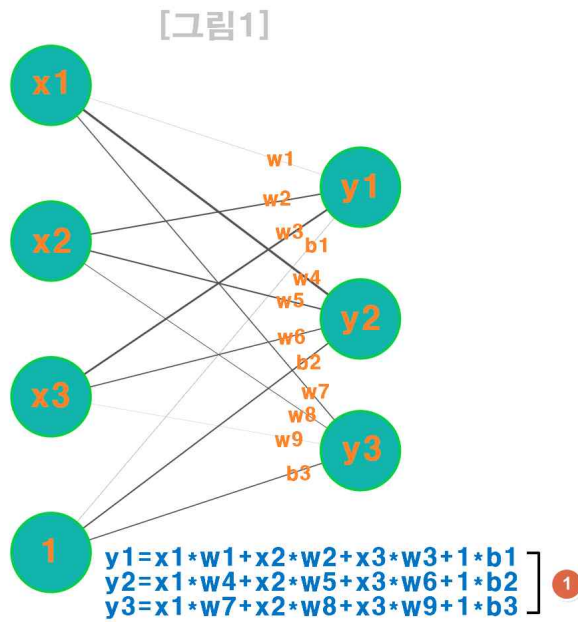 [그림1]
x1
x2
x3
1
y1
y2
y3
w1
w2
w3
b1
w4
w5
w6
b2
w7
w8
w9
b3
y1=x1*w1+x2*w2+x3*w3+1*b1
y2=x1*w4+x2*w5+x3*w6+1*b2
y3=x1*w7+x2*w8+x3*w9+1*b3
1